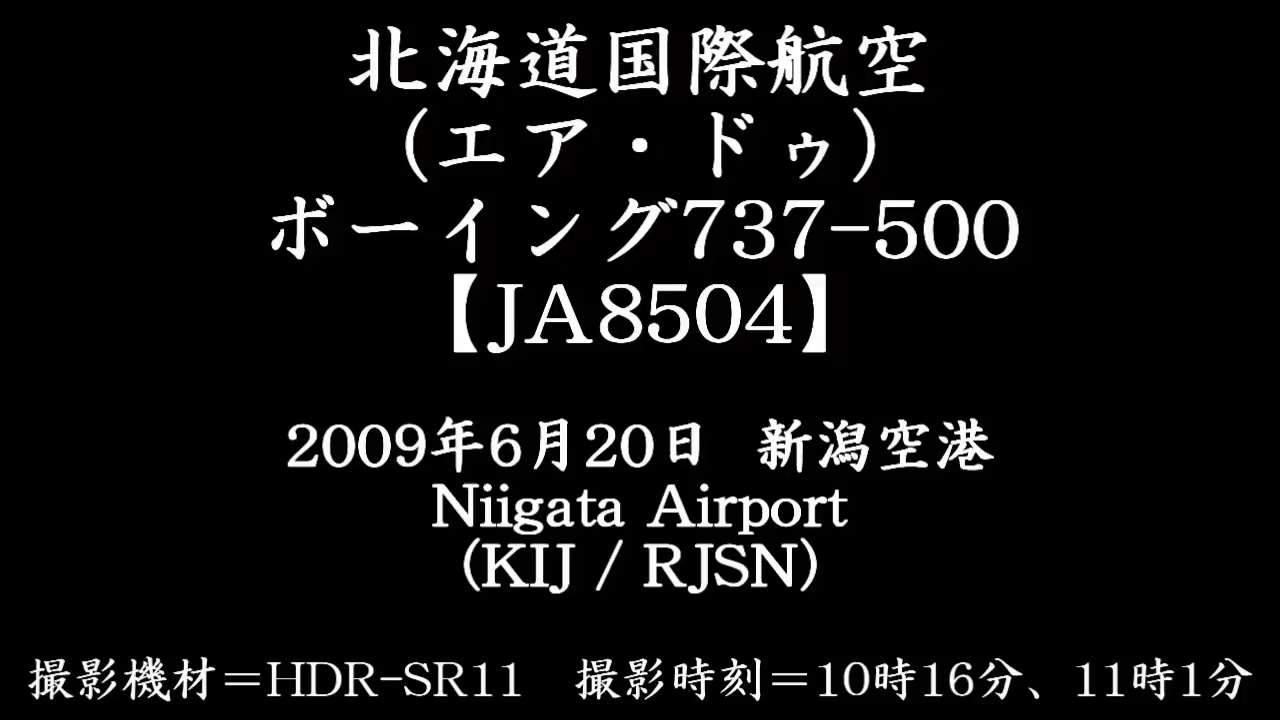 北海道国際航空
(エア・ドゥ)
ボーイング737-500
【JA8504】
2009年6月20日　新潟空港
Niigata Airport
(KIJ / RJSN)
撮影機材＝HDR-SR11　撮影時刻＝10時16分、11時1分